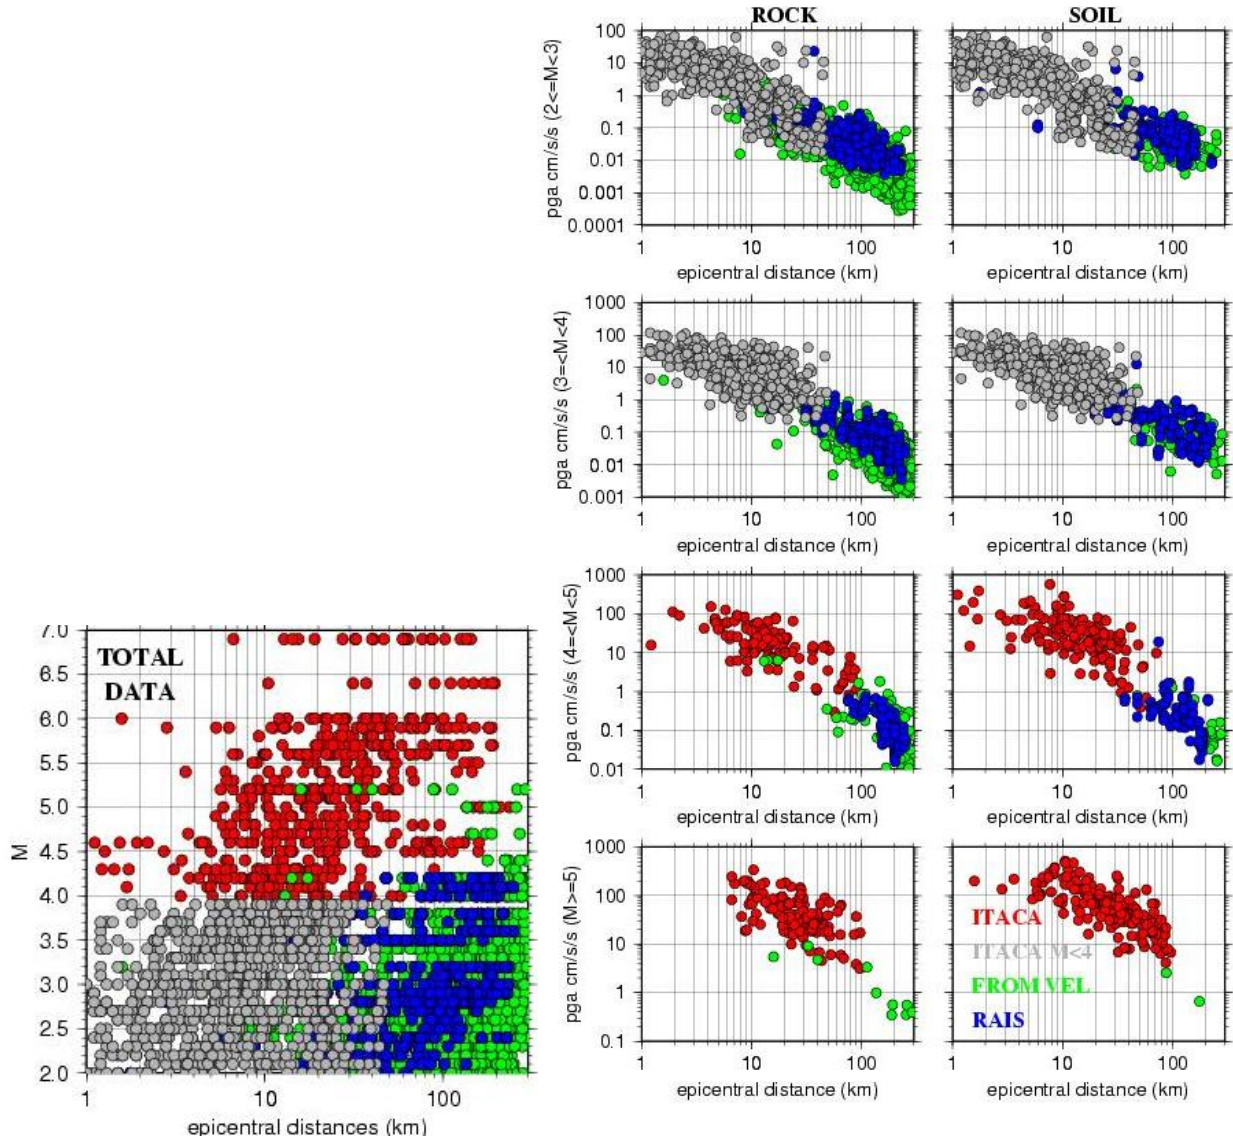 ROCK
SOIL
pga cm/s/s (2<=M<3)
100
10
1
0.1
0.01
0.001
0.0001
1 10 100
epicentral distance (km)
1 10 100
epicentral distance (km)
pga cm/s/s (3=<M<4)
1000
100
10
1
0.1
0.01
0.001
1 10 100
epicentral distance (km)
1 10 100
epicentral distance (km)
pga cm/s/s (4=<M<5)
1000
100
10
1
0.1
0.01
1 10 100
epicentral distance (km)
1 10 100
epicentral distance (km)
pga cm/s/s (M>=5)
1000
100
10
1
0.1
1 10 100
epicentral distance (km)
ITACA
ITACA M<4
FROM VEL
RAIS
1 10 100
epicentral distance (km)
TOTAL
DATA
M
7.0
6.5
6.0
5.5
5.0
4.5
4.0
3.5
3.0
2.5
2.0
1 10 100
epicentral distances (km)